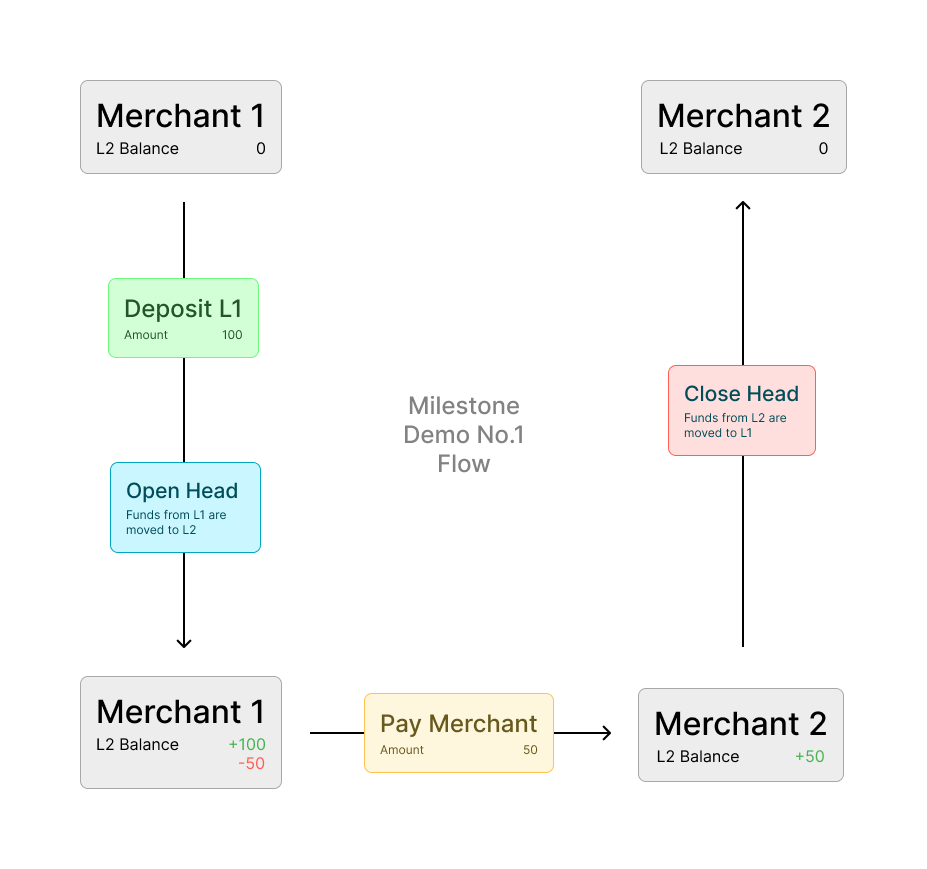 Merchant 1
L2 Balance 0
Merchant 2
L2 Balance 0
Deposit L1
Amount 100
Open Head
Funds from L1 are
moved to L2
Milestone
Demo No.1
Flow
Close Head
Funds from L2 are
moved to L1
Merchant 1
L2 Balance +100
-50
Pay Merchant
Amount 50
Merchant 2
L2 Balance +50